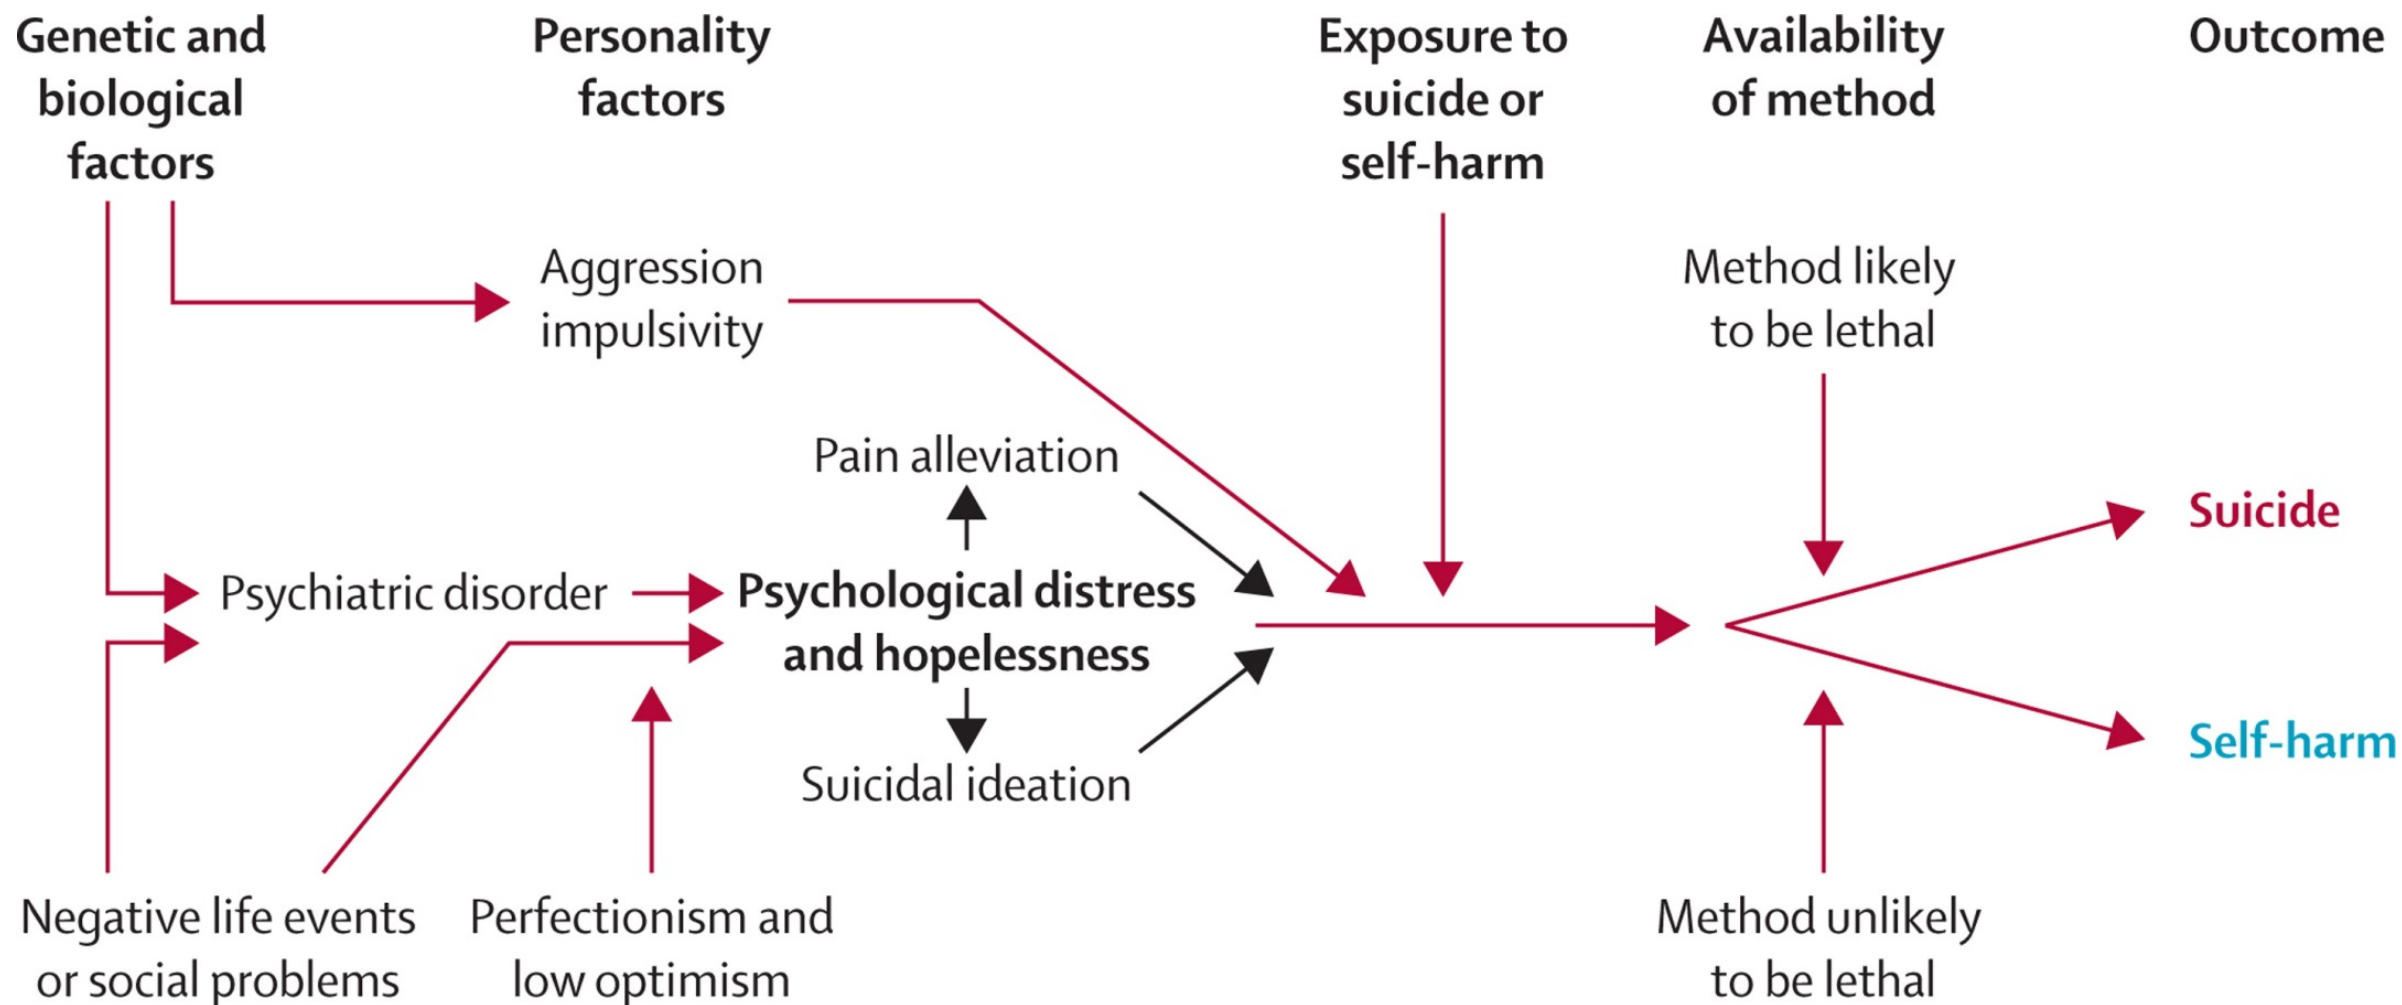 Genetic and
biological
factors
Personality
factors
Exposure to
suicide or
self-harm
Availability
of method
Outcome
Aggression
impulsivity
Method likely
to be lethal
Pain alleviation
Suicide
Psychiatric disorder
Psychological distress
and hopelessness
Self-harm
Suicidal ideation
Negative life events
or social problems
Perfectionism and
low optimism
Method unlikely
to be lethal